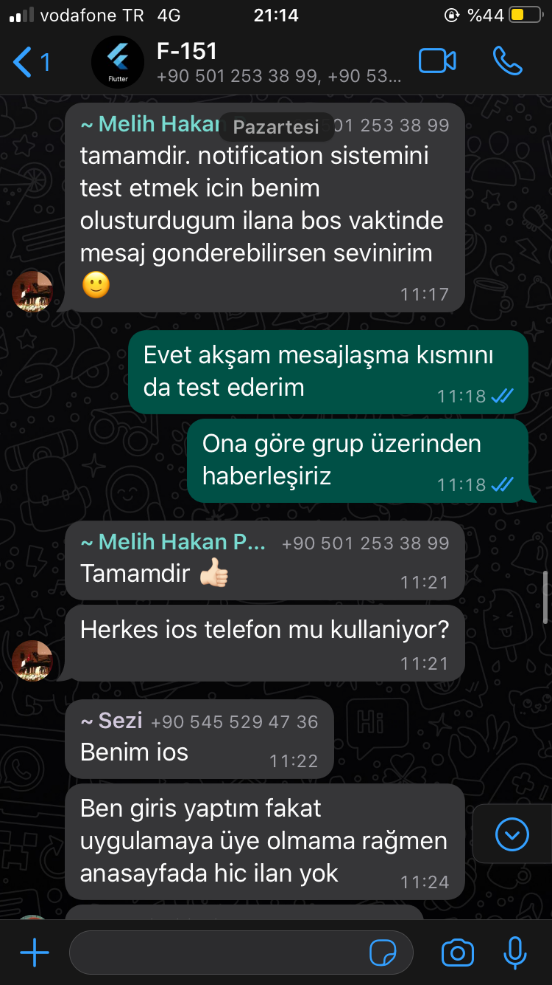 vodafone TR 4G
21:14
%44
1
Flutter
F-151
+90 501 253 38 99, +90 53...
Pazartesi
~ Melih Hakan 01 253 38 99
tamamdir. notification sistemini
test etmek icin benim
olusturdugum ilana bos vaktinde
mesaj gonderebilirsen sevinirim
🙂
11:17
Evet akşam mesajlaşma kısmını
da test ederim
11:18
Ona göre grup üzerinden
haberleşiriz
11:18
~ Melih Hakan P... +90 501 253 38 99
Tamamdir 👍🏻
11:21
Herkes ios telefon mu kullaniyor?
11:21
~ Sezi +90 545 529 47 36
Benim ios
11:22
Ben giris yaptım fakat
uygulamaya üye olmama rağmen
anasayfada hic ilan yok
11:24